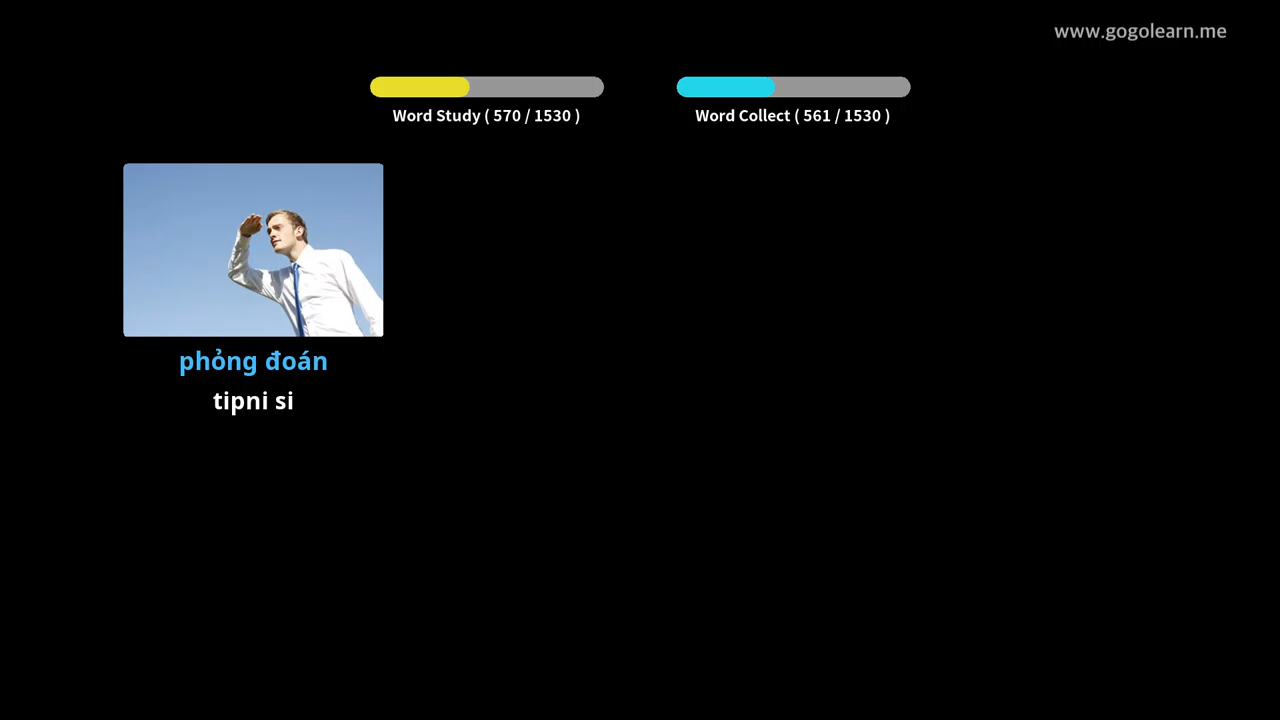 www.gogolearn.me
Word Study ( 570 / 1530 )
Word Collect ( 561 / 1530 )
phỏng đoán
tipni si